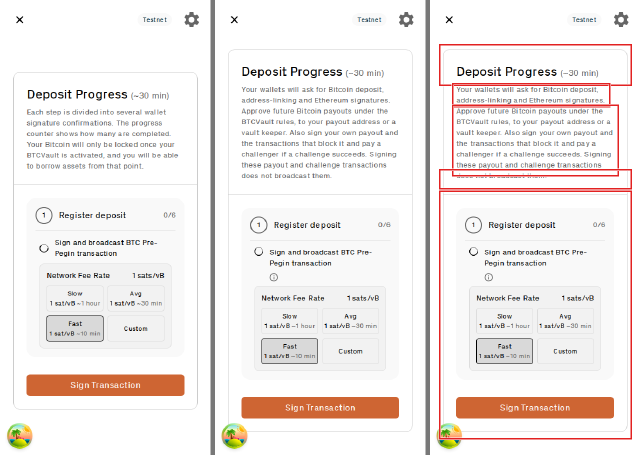 Testnet
Deposit Progress (~30 min)
Each step is divided into several wallet
signature confirmations. The progress
counter shows how many are completed.
Your Bitcoin will only be locked once your
BTCVault is activated, and you will be able
to borrow assets from that point.
1 Register deposit 0/6
Sign and broadcast BTC Pre-
Pegin transaction
Network Fee Rate 1 sats/vB
Slow Avg
1 sat/vB ~1 hour 1 sat/vB ~30 min
Fast Custom
1 sat/vB ~10 min
Sign Transaction
Testnet
Deposit Progress (~30 min)
Your wallets will ask for Bitcoin deposit,
address-linking and Ethereum signatures.
Approve future Bitcoin payouts under the
BTCVault rules, to your payout address or a
vault keeper. Also sign your own payout and
the transactions that block it and pay a
challenger if a challenge succeeds. Signing
these payout and challenge transactions
does not broadcast them.
1 Register deposit 0/6
Sign and broadcast BTC Pre-
Pegin transaction
Network Fee Rate 1 sats/vB
Slow Avg
1 sat/vB ~1 hour 1 sat/vB ~30 min
Fast Custom
1 sat/vB ~10 min
Sign Transaction
Testnet
Deposit Progress (~30 min)
Your wallets will ask for Bitcoin deposit,
address-linking and Ethereum signatures.
Approve future Bitcoin payouts under the
BTCVault rules, to your payout address or a
vault keeper. Also sign your own payout and
the transactions that block it and pay a
challenger if a challenge succeeds. Signing
these payout and challenge transactions
does not broadcast them.
1 Register deposit 0/6
Sign and broadcast BTC Pre-
Pegin transaction
Network Fee Rate 1 sats/vB
Slow Avg
1 sat/vB ~1 hour 1 sat/vB ~30 min
Fast Custom
1 sat/vB ~10 min
Sign Transaction